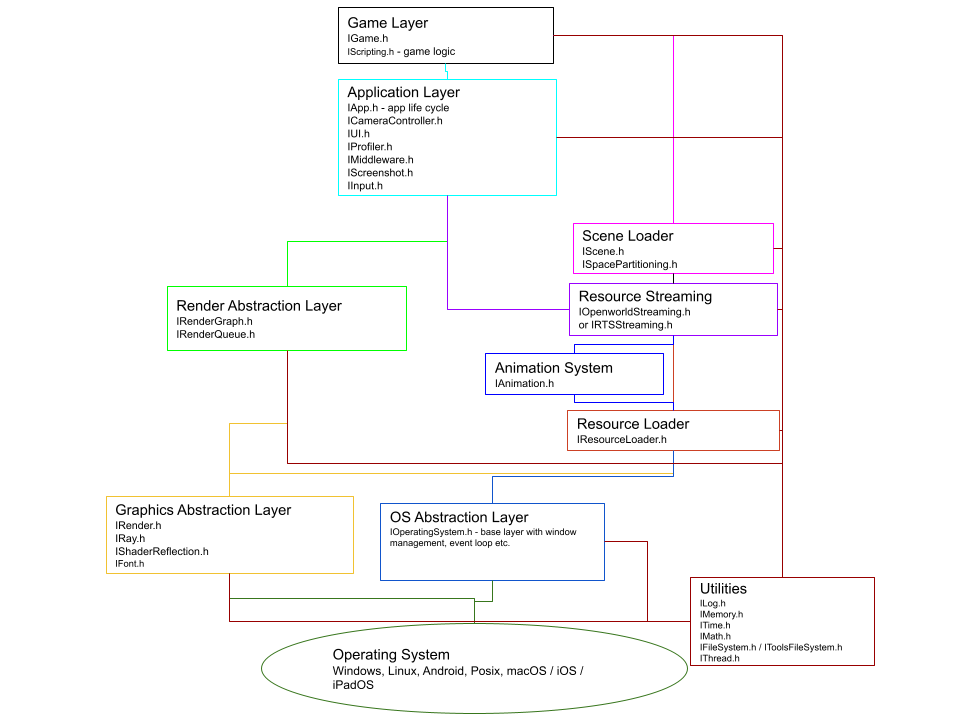 Game Layer
IGame.h
IScripting.h - game logic
Application Layer
IApp.h - app life cycle
ICameraController.h
IUI.h
IProfiler.h
IMiddleware.h
IScreenshot.h
IInput.h
Scene Loader
IScene.h
ISpacePartitioning.h
Render Abstraction Layer
IRenderGraph.h
IRenderQueue.h
Resource Streaming
IOpenworldStreaming.h
or IRTSStreaming.h
Animation System
IAnimation.h
Resource Loader
IResourceLoader.h
Graphics Abstraction Layer
IRender.h
IRay.h
IShaderReflection.h
IFont.h
OS Abstraction Layer
IOperatingSystem.h - base layer with window
management, event loop etc.
Utilities
ILog.h
IMemory.h
ITime.h
IMath.h
IFileSystem.h / IToolsFileSystem.h
IThread.h
Operating System
Windows, Linux, Android, Posix, macOS / iOS /
iPadOS